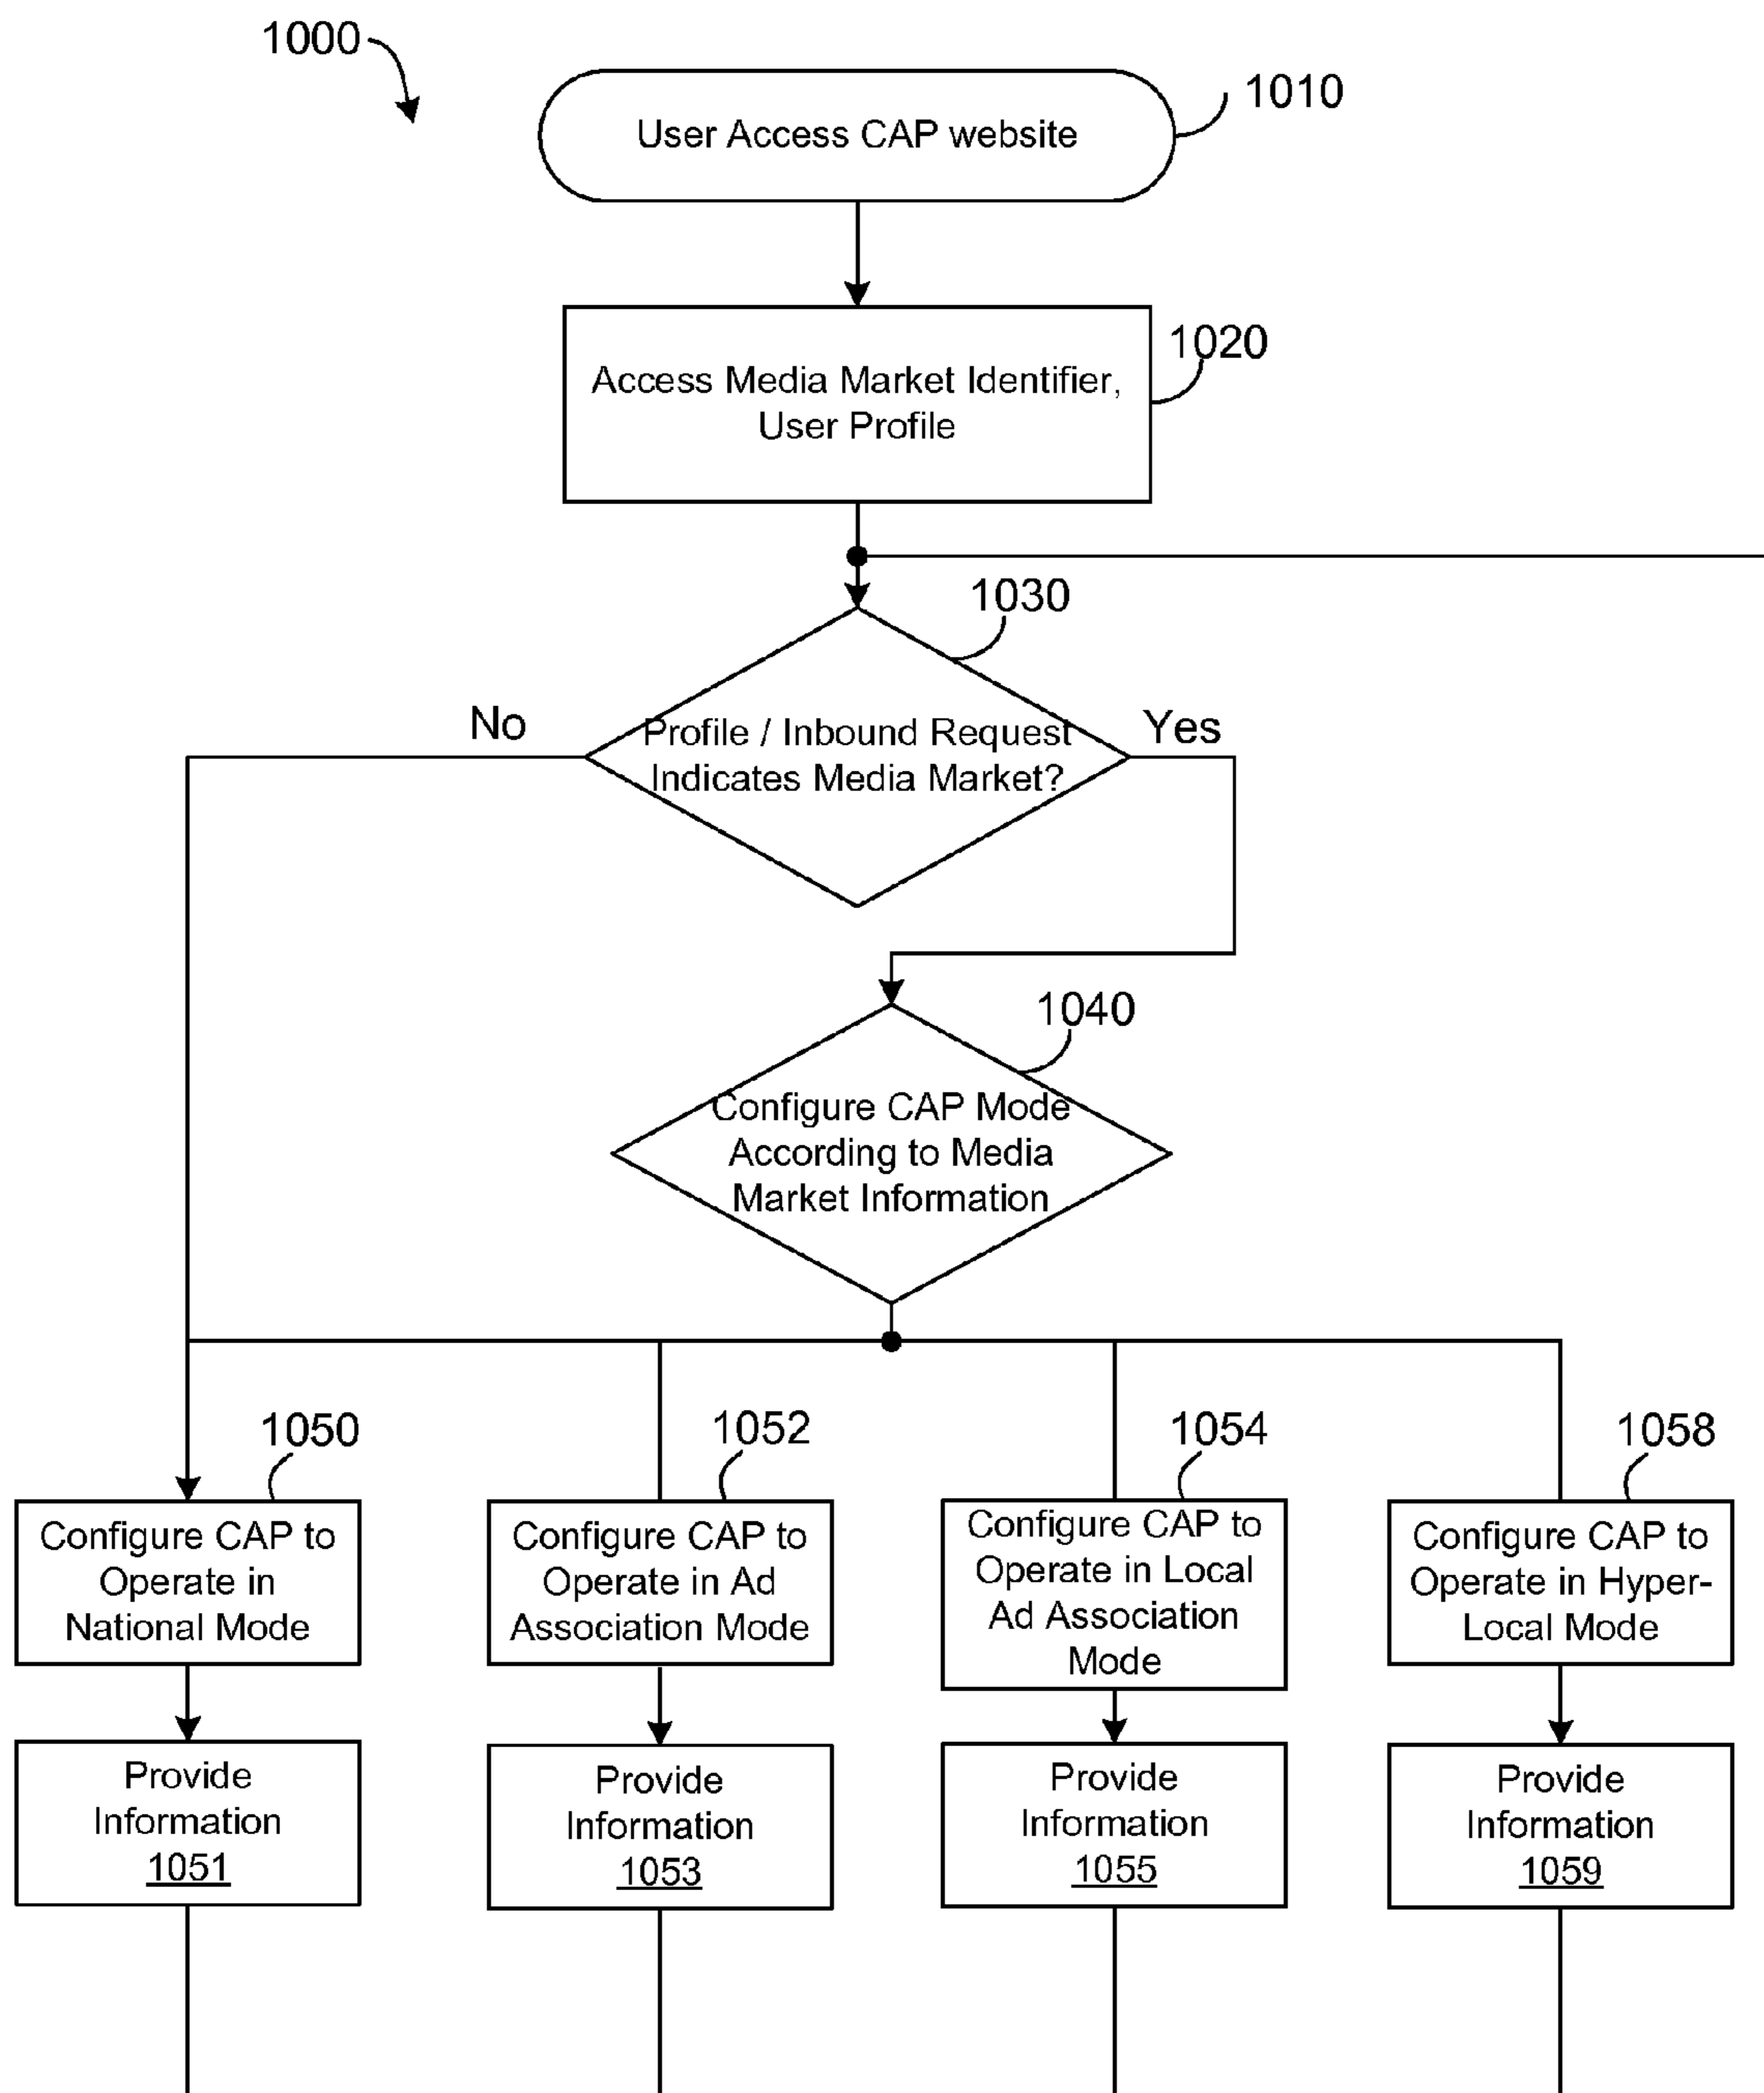 1000
User Access CAP website
1010
Access Media Market Identifier,
User Profile
1020
1030
No
Profile / Inbound Request
Indicates Media Market?
Yes
1040
Configure CAP Mode
According to Media
Market Information
1050
Configure CAP to
Operate in
National Mode
1052
Configure CAP to
Operate in Ad
Association Mode
1054
Configure CAP to
Operate in Local
Ad Association
Mode
1058
Configure CAP to
Operate in Hyper-
Local Mode
Provide
Information
1051
Provide
Information
1053
Provide
Information
1055
Provide
Information
1059